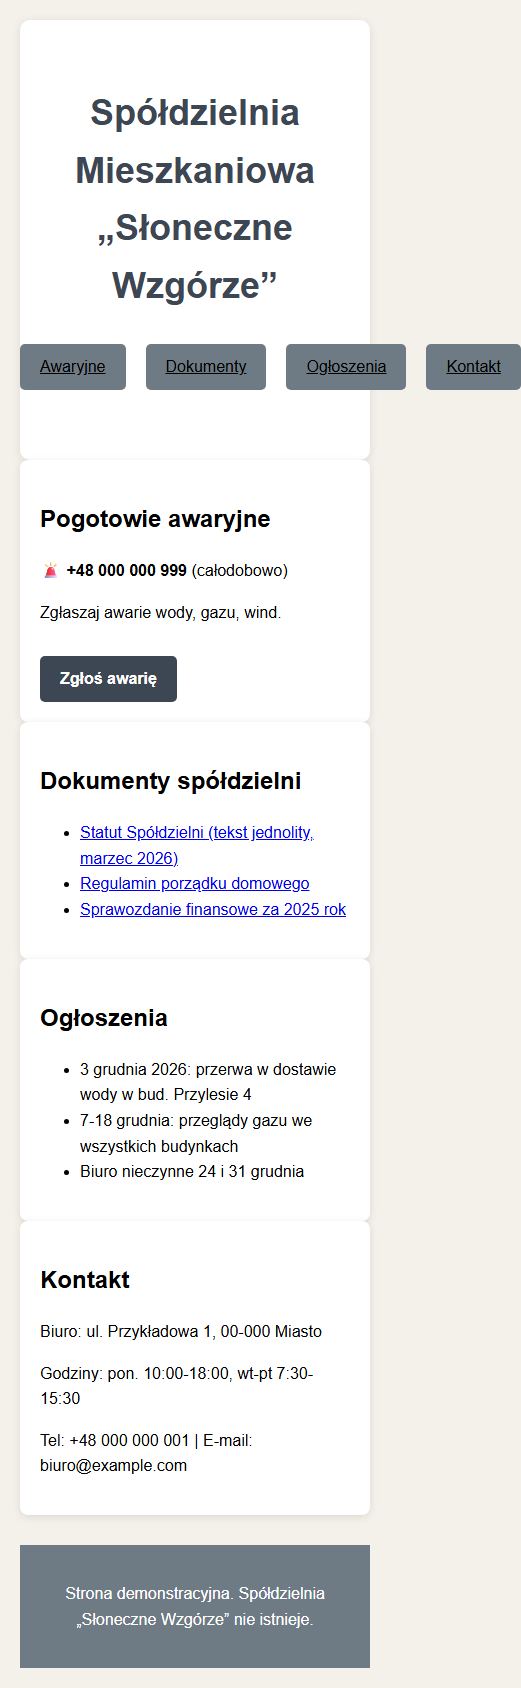 Spółdzielnia
Mieszkaniowa
„Słoneczne
Wzgórze”
Awaryjne Dokumenty Ogłoszenia Kontakt
Pogotowie awaryjne
🚨 +48 000 000 999 (całodobowo)
Zgłaszaj awarie wody, gazu, wind.
Zgłoś awarię
Dokumenty spółdzielni
• Statut Spółdzielni (tekst jednolity,
marzec 2026)
• Regulamin porządku domowego
• Sprawozdanie finansowe za 2025 rok
Ogłoszenia
• 3 grudnia 2026: przerwa w dostawie
wody w bud. Przylesie 4
• 7-18 grudnia: przeglądy gazu we
wszystkich budynkach
• Biuro nieczynne 24 i 31 grudnia
Kontakt
Biuro: ul. Przykładowa 1, 00-000 Miasto
Godziny: pon. 10:00-18:00, wt-pt 7:30-
15:30
Tel: +48 000 000 001 | E-mail:
biuro@example.com
Strona demonstracyjna. Spółdzielnia
„Słoneczne Wzgórze” nie istnieje.